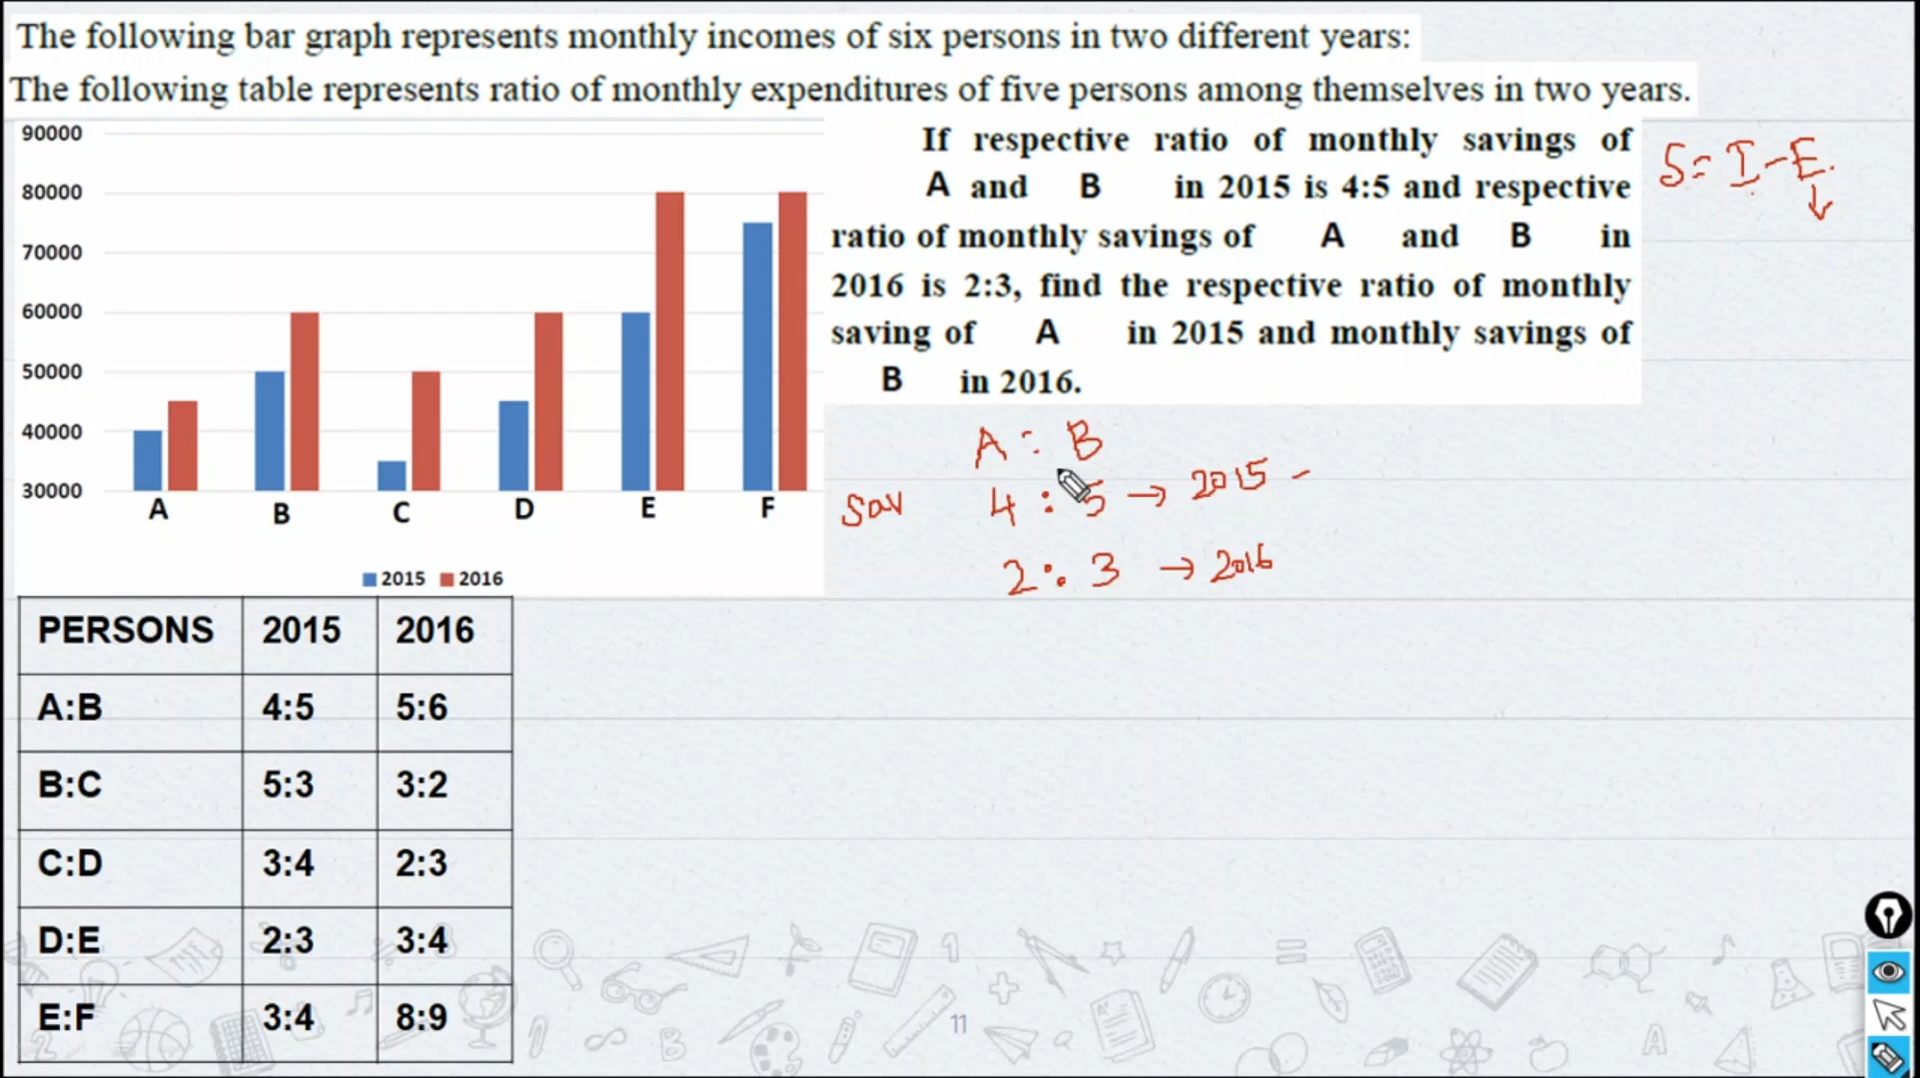 The following bar graph represents monthly incomes of six persons in two different years:
The following table represents ratio of monthly expenditures of five persons among themselves in two years.
90000
80000
70000
60000
50000
40000
30000
A B C D E F
2015 2016
If respective ratio of monthly savings of
A and B in 2015 is 4:5 and respective
ratio of monthly savings of A and B in
2016 is 2:3, find the respective ratio of monthly
saving of A in 2015 and monthly savings of
B in 2016.
S = I - E
A : B
Sav 4 : 5 → 2015 -
2 : 3 → 2016
PERSONS 2015 2016
A:B 4:5 5:6
B:C 5:3 3:2
C:D 3:4 2:3
D:E 2:3 3:4
E:F 3:4 8:9
11